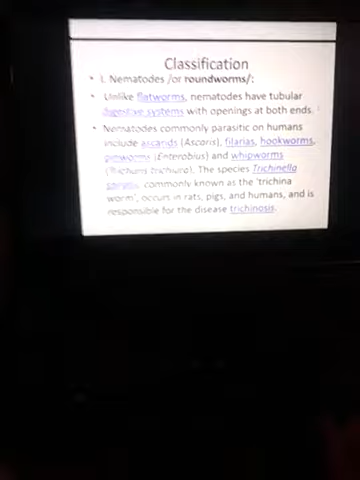 Classification
• I. Nematodes /or roundworms/:
• Unlike flatworms, nematodes have tubular
digestive systems with openings at both ends.
• Nematodes commonly parasitic on humans
include ascarids (Ascaris), filarias, hookworms,
pinworms (Enterobius) and whipworms
(Trichuris trichiura). The species Trichinella
spiralis, commonly known as the 'trichina
worm', occurs in rats, pigs, and humans, and is
responsible for the disease trichinosis.